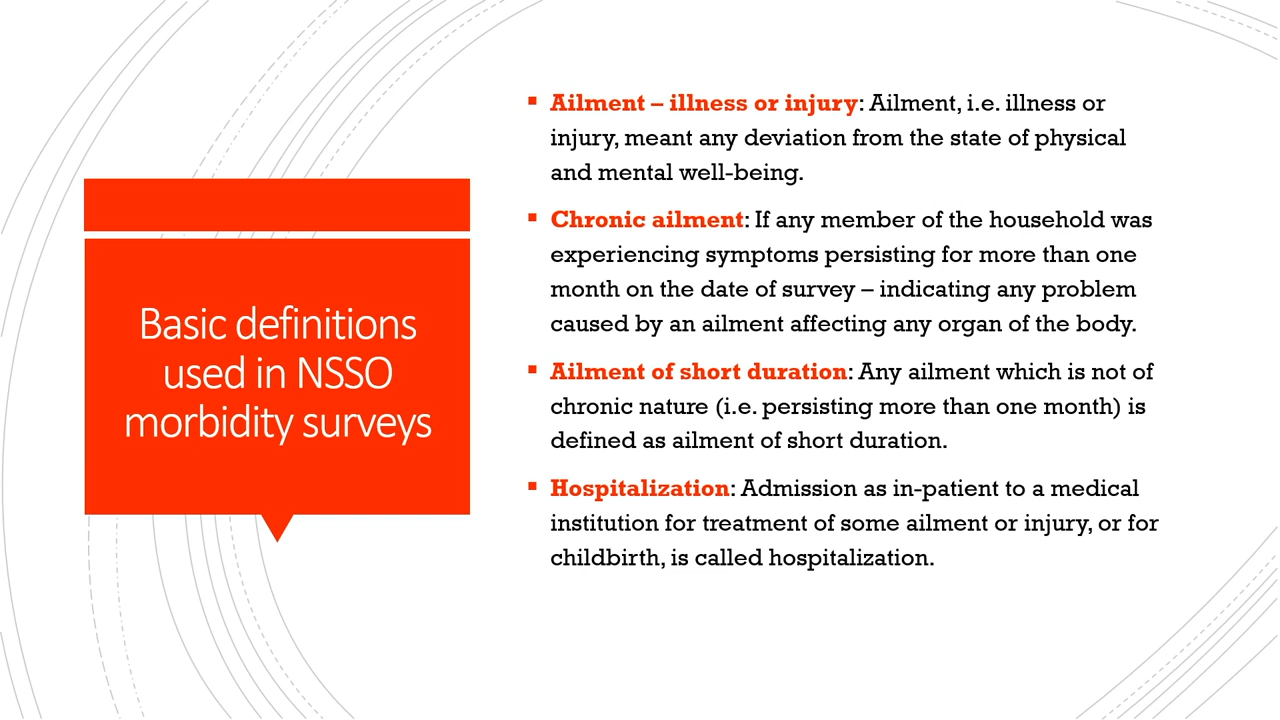 Basic definitions
used in NSSO
morbidity surveys
Ailment – illness or injury: Ailment, i.e. illness or
injury, meant any deviation from the state of physical
and mental well-being.
Chronic ailment: If any member of the household was
experiencing symptoms persisting for more than one
month on the date of survey – indicating any problem
caused by an ailment affecting any organ of the body.
Ailment of short duration: Any ailment which is not of
chronic nature (i.e. persisting more than one month) is
defined as ailment of short duration.
Hospitalization: Admission as in-patient to a medical
institution for treatment of some ailment or injury, or for
childbirth, is called hospitalization.